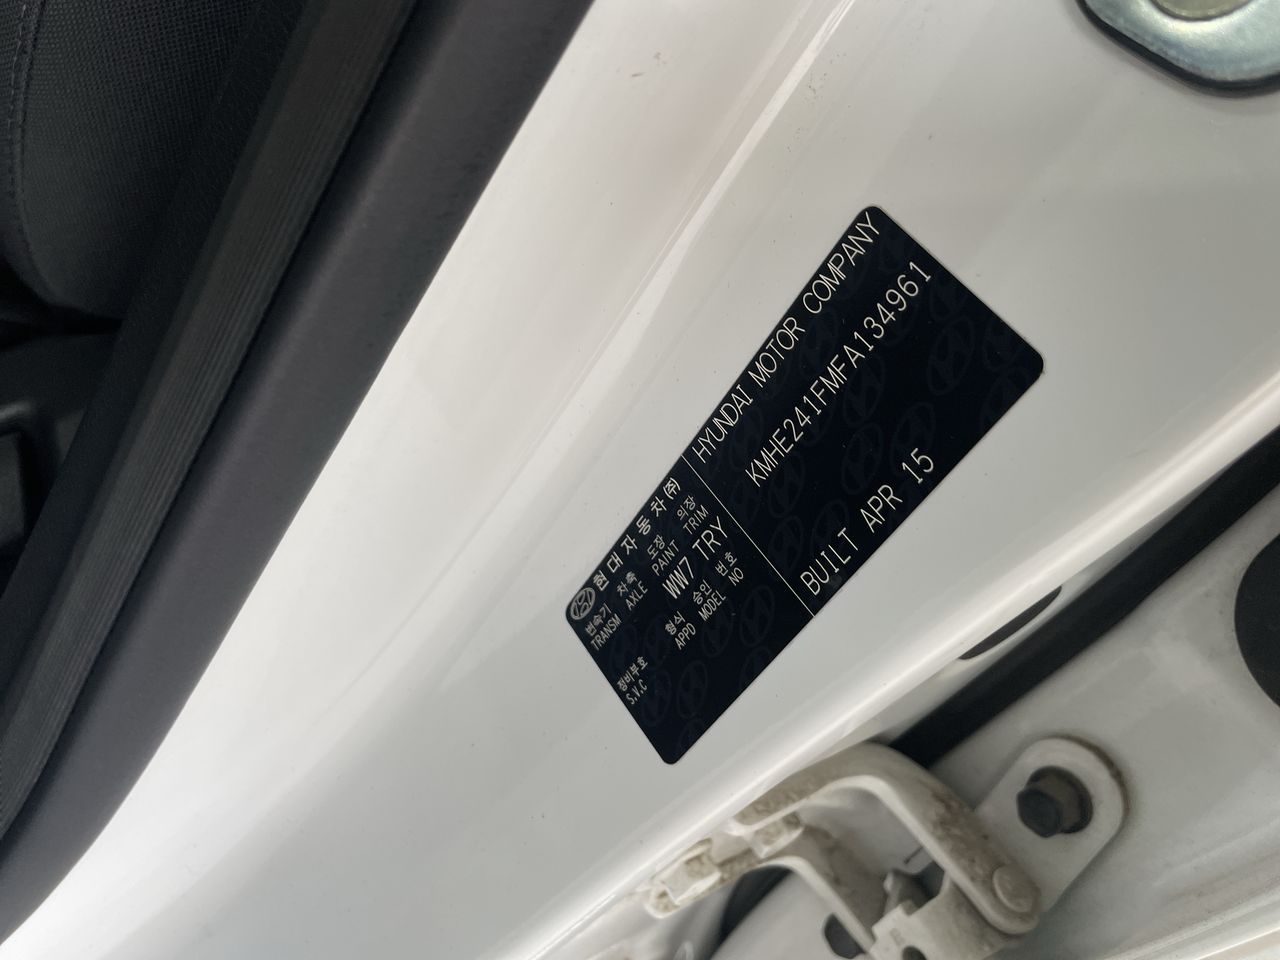 현대자동차(주)
변속기 차축 도장 의장
TRANSM AXLE PAINT TRIM
WW7 TRY
형식 승인 번호
APPD MODEL NO
정비부호
S.V.C
HYUNDAI MOTOR COMPANY
KMHE241FMFA134961
BUILT APR 15